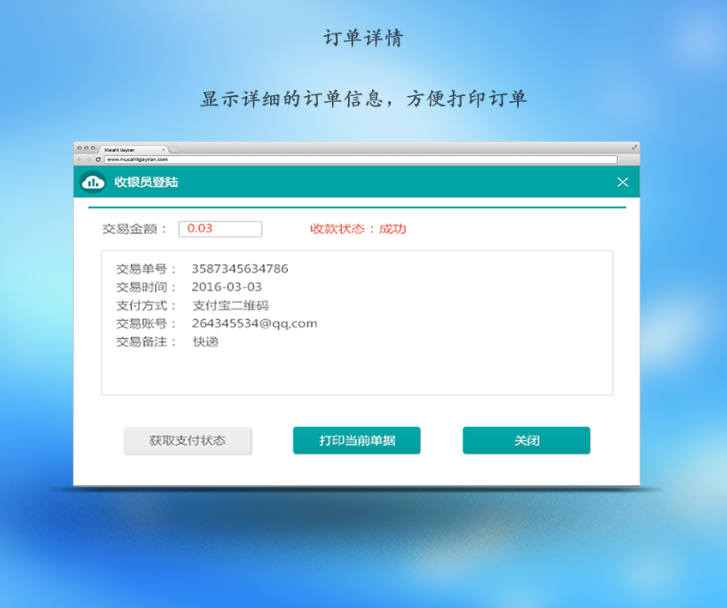 订单详情
显示详细的订单信息，方便打印订单
Mucahit Gayran
www.mucahitgayran.com
收银员登陆
交易金额： 0.03 收款状态：成功
交易单号： 3587345634786
交易时间： 2016-03-03
支付方式： 支付宝二维码
交易账号： 264345534@qq,com
交易备注： 快递
获取支付状态 打印当前单据 关闭